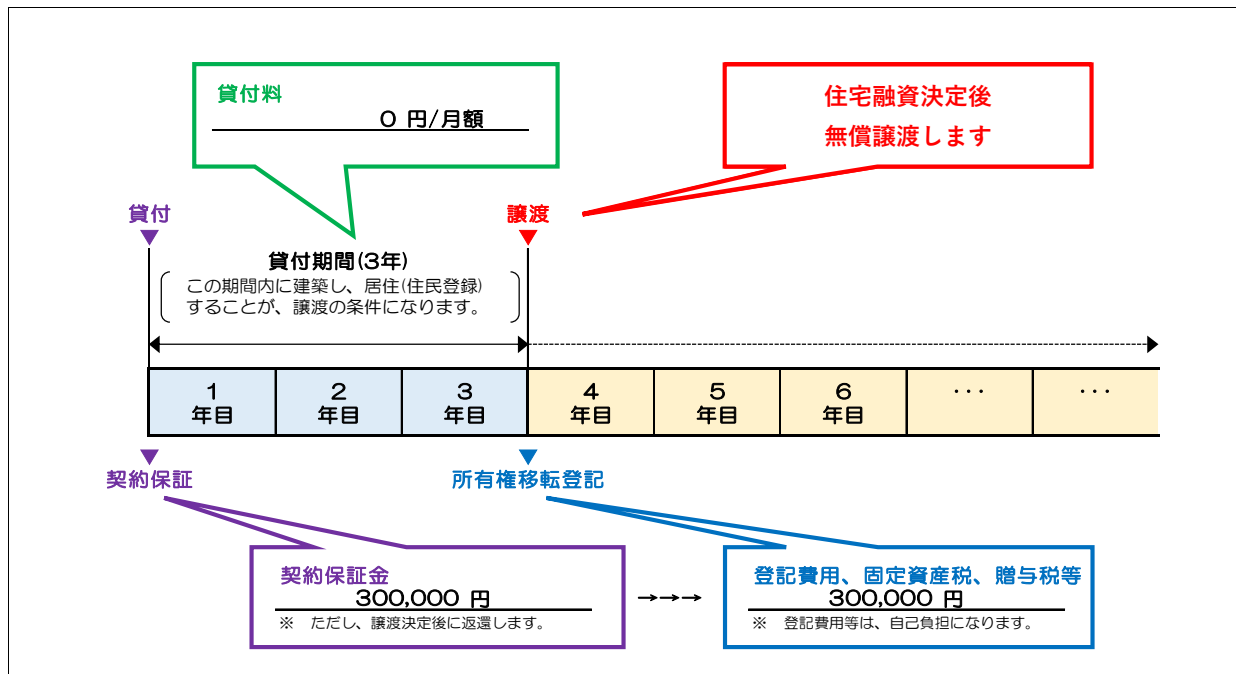 貸付料
0 円/月額
住宅融資決定後
無償譲渡します
貸付
譲渡
貸付期間(3年)
この期間内に建築し、居住(住民登録)
することが、譲渡の条件になります。
1
年目
2
年目
3
年目
4
年目
5
年目
6
年目
・・・
・・・
契約保証
所有権移転登記
契約保証金
300,000 円
※ ただし、譲渡決定後に返還します。
→→→
登記費用、固定資産税、贈与税等
300,000 円
※ 登記費用等は、自己負担になります。